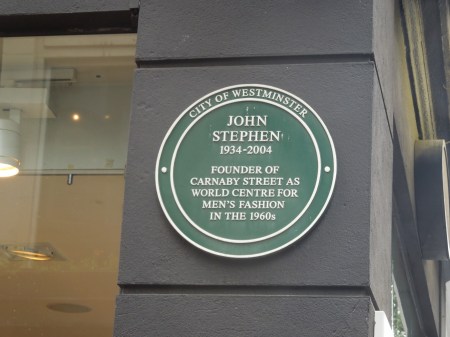 CITY OF WESTMINSTER
JOHN
STEPHEN
1934-2004
FOUNDER OF
CARNABY STREET AS
WORLD CENTRE FOR
MEN'S FASHION
IN THE 1960s